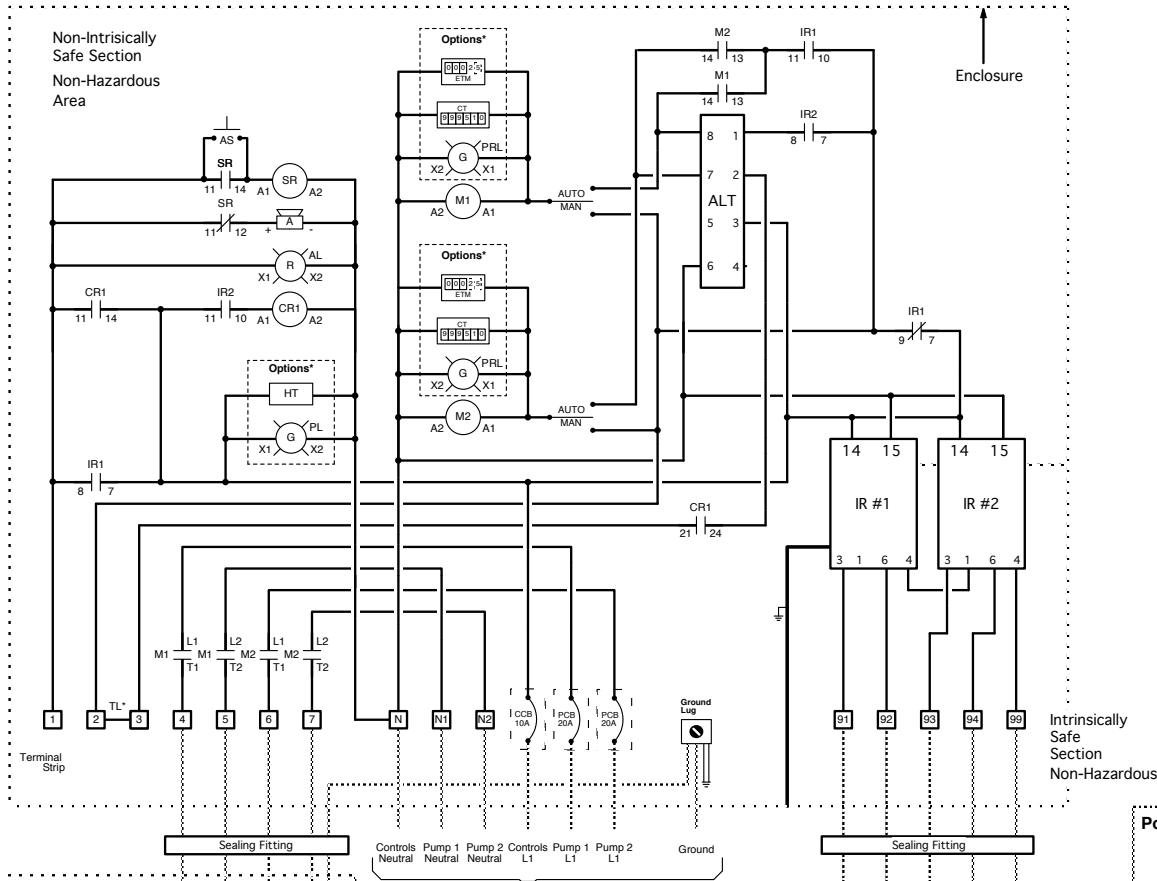 Non-Intrisically
Safe Section
Non-Hazardous
Area
Enclosure
Options*
00025
ETM
CT
999510
G
PRL
X2 X1
M1
A2 A1
AUTO
MAN
M2
14 13
IR1
11 10
M1
14 13
IR2
8 7
8 1
7 2
ALT
5 3
6 4
AS
SR
11 14
A1 SR A2
SR
11 12
+ A -
R
AL
X1 X2
CR1
11 14
IR2
11 10
A1 CR1 A2
Options*
HT
G
PL
X1 X2
IR1
8 7
Options*
00025
ETM
CT
999510
G
PRL
X2 X1
M2
A2 A1
AUTO
MAN
IR1
9 7
CR1
21 24
14 15
IR #1
3 1 6 4
14 15
IR #2
3 1 6 4
M1 L1 T1
M1 L2 T2
M2 L1 T1
M2 L2 T2
1 2 TL* 3 4 5 6 7 N N1 N2
CCB
10A
PCB
20A
PCB
20A
Ground
Lug
91 92 93 94 99
Terminal
Strip
Intrinsically
Safe
Section
Non-Hazardous
Sealing Fitting
Controls
Neutral
Pump 1
Neutral
Pump 2
Neutral
Controls
L1
Pump 1
L1
Pump 2
L1
Ground
Sealing Fitting